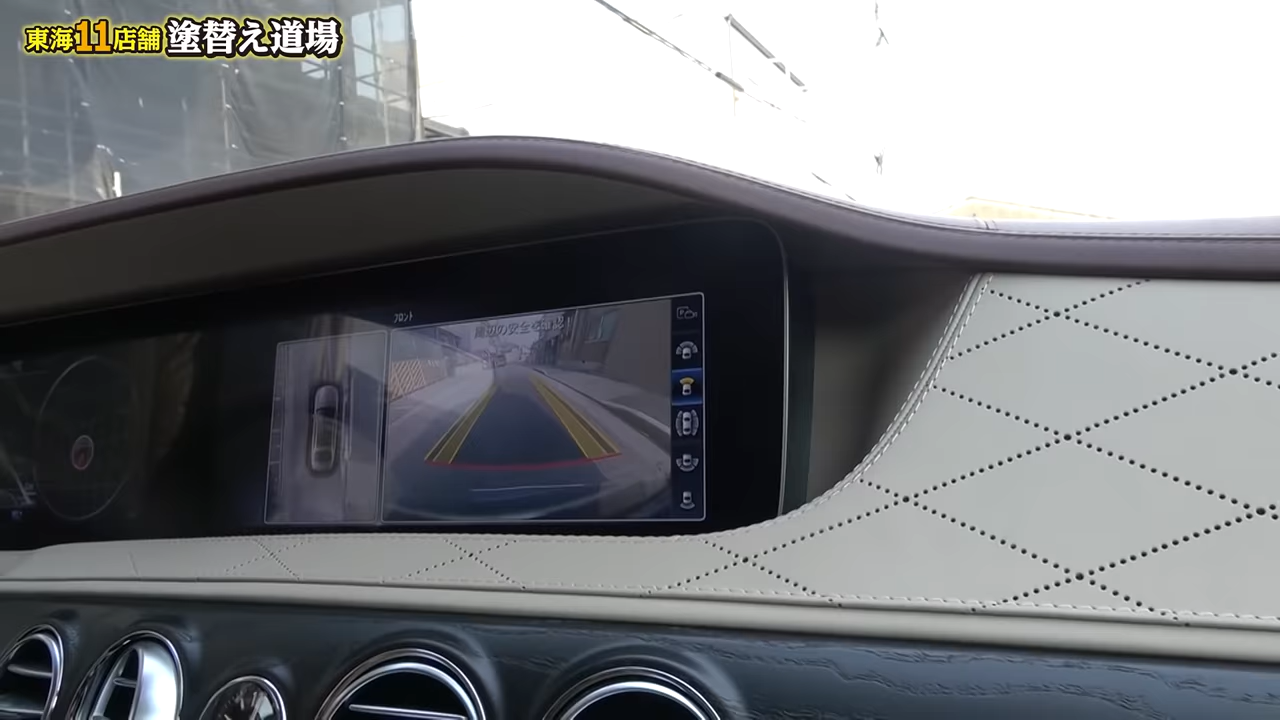 東海11店舗 塗替え道場
フロント
周辺の安全を確認!